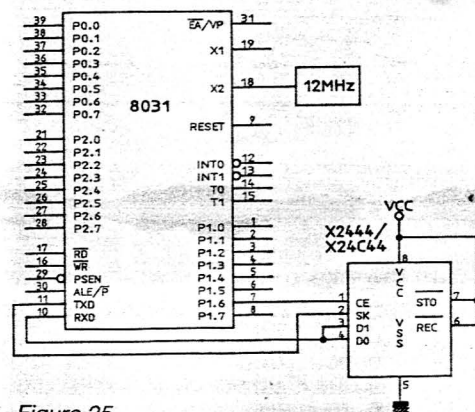 39 P0.0
38 P0.1
37 P0.2
36 P0.3
35 P0.4
34 P0.5
33 P0.6
32 P0.7
21 P2.0
22 P2.1
23 P2.2
24 P2.3
25 P2.4
26 P2.5
27 P2.6
28 P2.7
17 RD
16 WR
29 PSEN
30 ALE/P
11 TXD
10 RXD
8031
EA/VP 31
X1 19
X2 18
RESET 9
INT0 12
INT1 13
T0 14
T1 15
P1.0 1
P1.1 2
P1.2 3
P1.3 4
P1.4 5
P1.5 6
P1.6 7
P1.7 8
12MHz
VCC
X2444/
X24C44
8
VCC
1 CE
2 SK
3 D1
4 D0
STO 7
REC 6
VSS
5
Figure 25